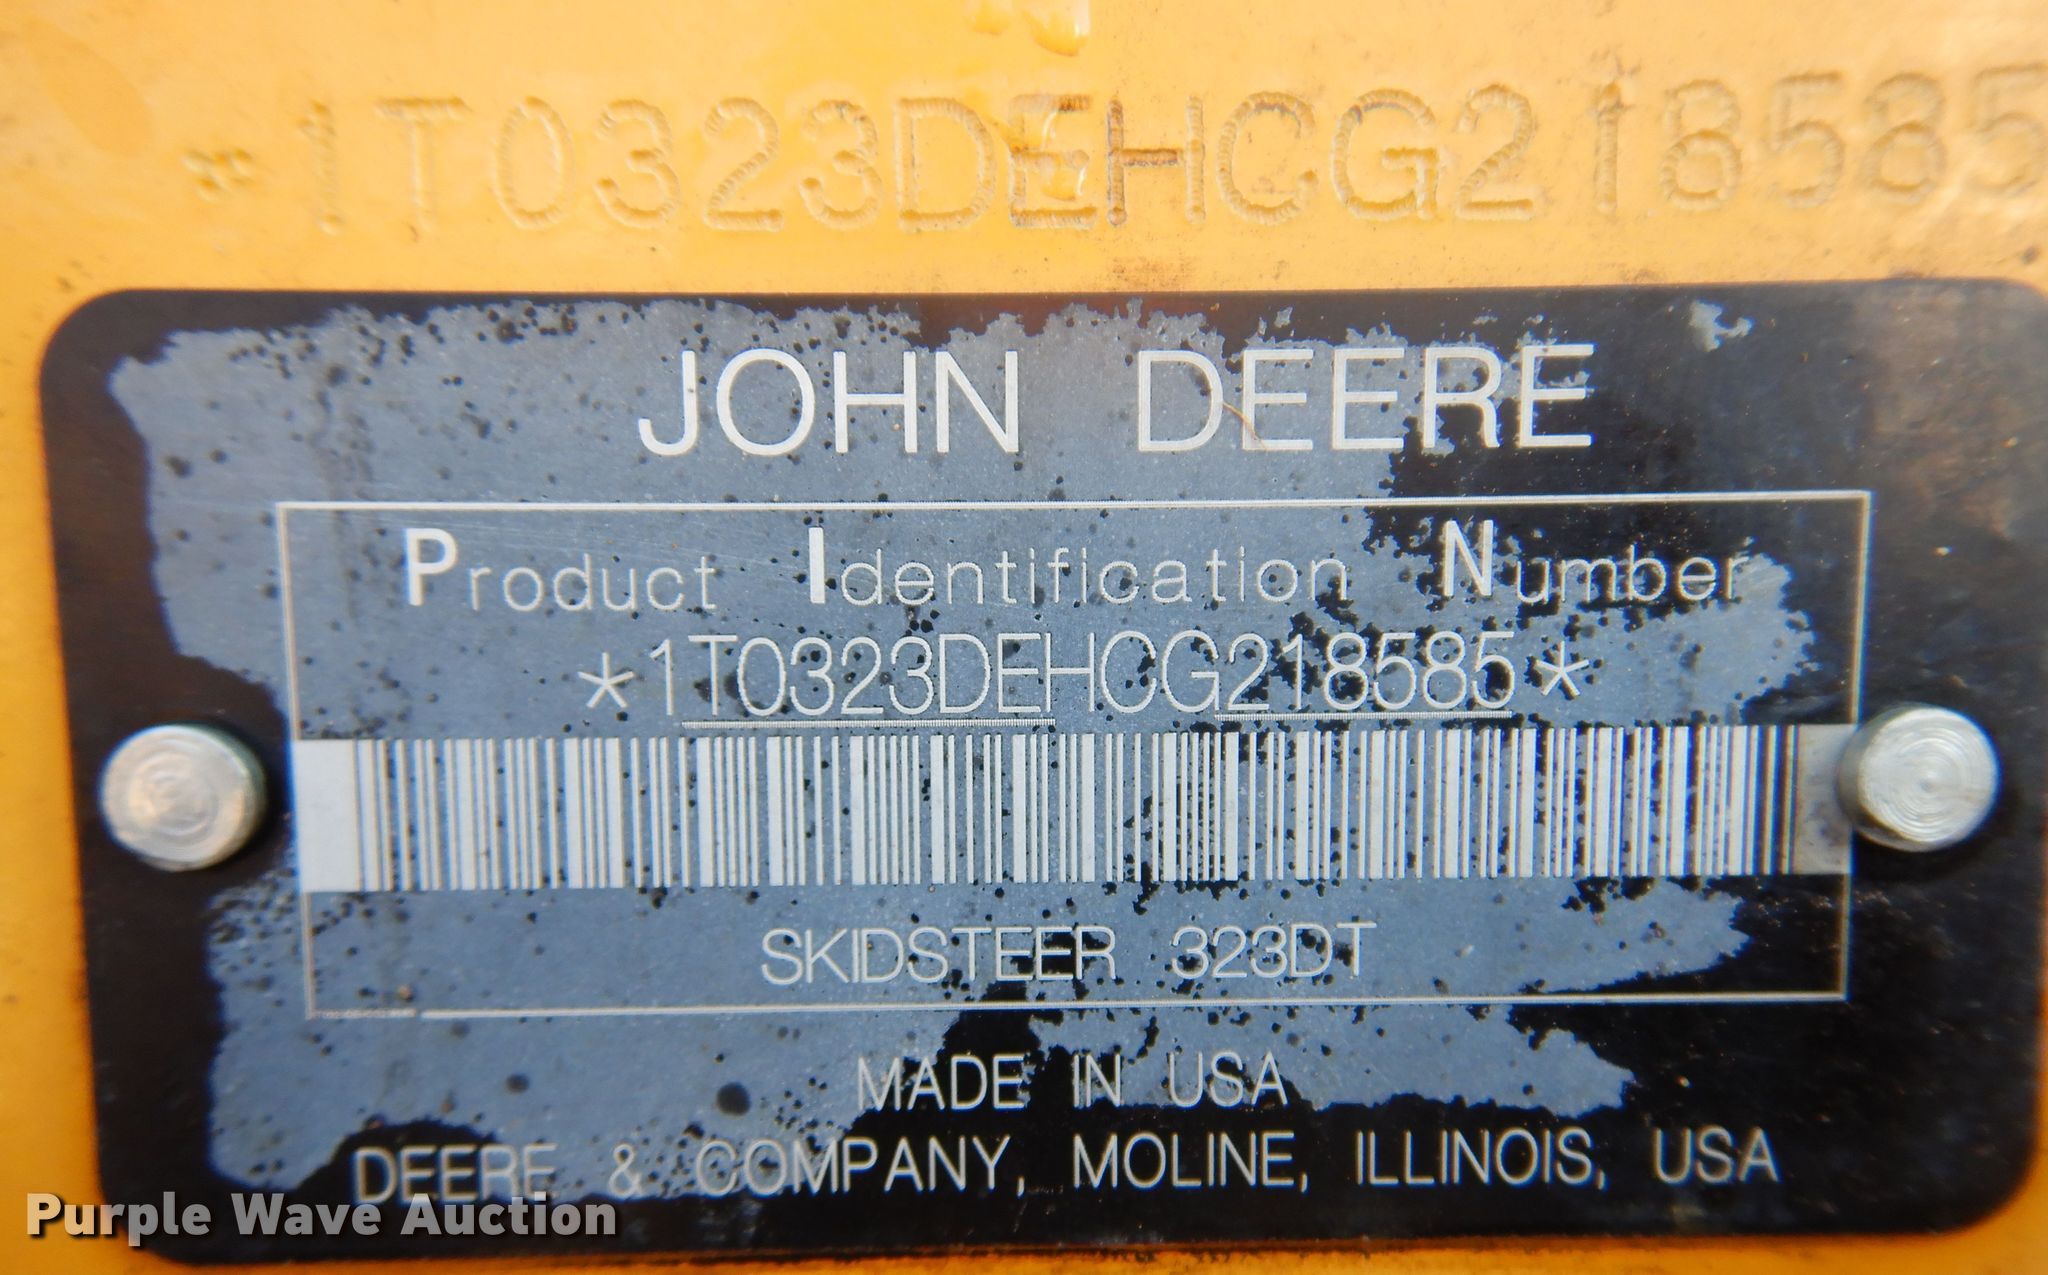 *1T0323DEHCG218585
JOHN DEERE
Product Identification Number
*1T0323DEHCG218585*
SKIDSTEER 323DT
MADE IN USA
DEERE & COMPANY, MOLINE, ILLINOIS, USA
Purple Wave Auction